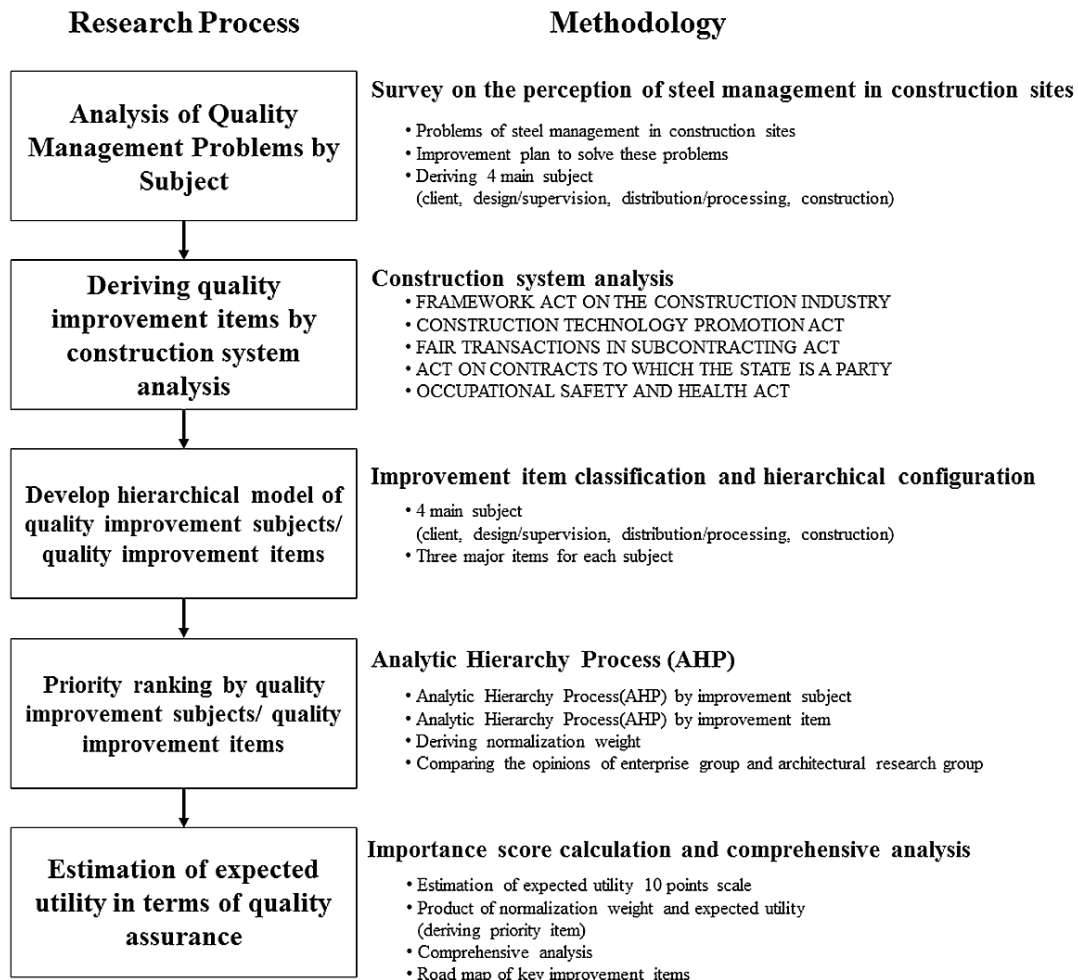 Research Process
Methodology
Analysis of Quality
Management Problems by
Subject
Survey on the perception of steel management in construction sites
• Problems of steel management in construction sites
• Improvement plan to solve these problems
• Deriving 4 main subject
(client, design/supervision, distribution/processing, construction)
Deriving quality
improvement items by
construction system
analysis
Construction system analysis
• FRAMEWORK ACT ON THE CONSTRUCTION INDUSTRY
• CONSTRUCTION TECHNOLOGY PROMOTION ACT
• FAIR TRANSACTIONS IN SUBCONTRACTING ACT
• ACT ON CONTRACTS TO WHICH THE STATE IS A PARTY
• OCCUPATIONAL SAFETY AND HEALTH ACT
Develop hierarchical model of
quality improvement subjects/
quality improvement items
Improvement item classification and hierarchical configuration
• 4 main subject
(client, design/supervision, distribution/processing, construction)
• Three major items for each subject
Priority ranking by quality
improvement subjects/ quality
improvement items
Analytic Hierarchy Process (AHP)
• Analytic Hierarchy Process(AHP) by improvement subject
• Analytic Hierarchy Process(AHP) by improvement item
• Deriving normalization weight
• Comparing the opinions of enterprise group and architectural research group
Estimation of expected
utility in terms of quality
assurance
Importance score calculation and comprehensive analysis
• Estimation of expected utility 10 points scale
• Product of normalization weight and expected utility
(deriving priority item)
• Comprehensive analysis
• Road map of key improvement items